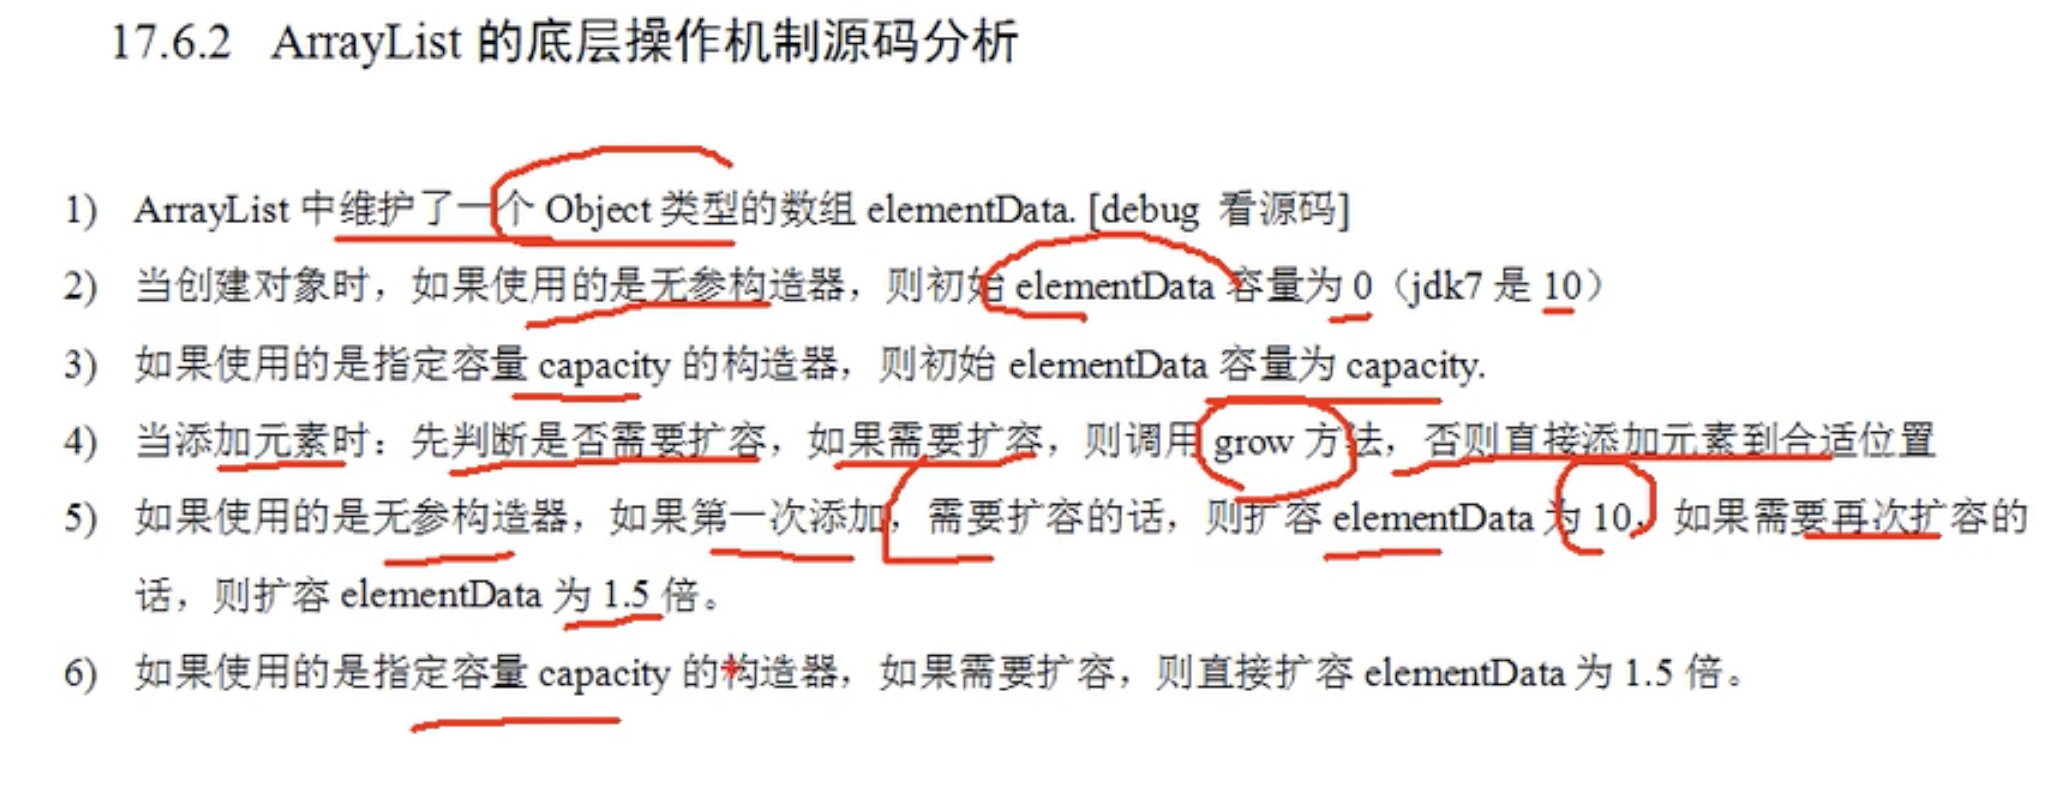 17.6.2 ArrayList 的底层操作机制源码分析
1) ArrayList 中维护了一个 Object 类型的数组 elementData. [debug 看源码]
2) 当创建对象时，如果使用的是无参构造器，则初始 elementData 容量为 0（jdk7 是 10）
3) 如果使用的是指定容量 capacity 的构造器，则初始 elementData 容量为 capacity.
4) 当添加元素时：先判断是否需要扩容，如果需要扩容，则调用 grow 方法，否则直接添加元素到合适位置
5) 如果使用的是无参构造器，如果第一次添加，需要扩容的话，则扩容 elementData 为 10，如果需要再次扩容的
话，则扩容 elementData 为 1.5 倍。
6) 如果使用的是指定容量 capacity 的构造器，如果需要扩容，则直接扩容 elementData 为 1.5 倍。